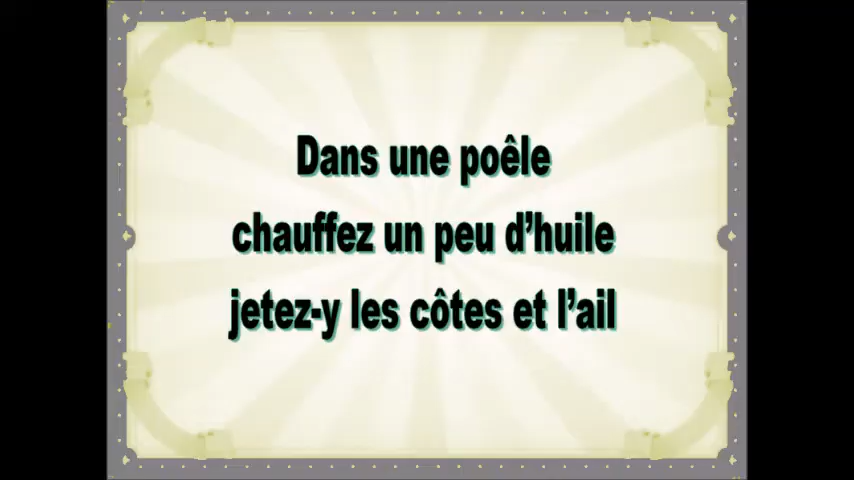 Dans une poêle
chauffez un peu d’huile
jetez-y les côtes et l’ail